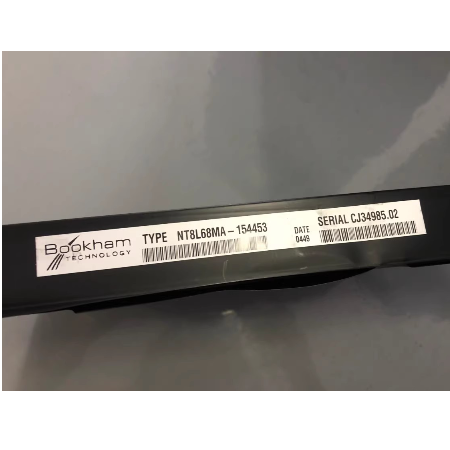 Bookham
TECHNOLOGY
TYPE NT8L68MA-154453
DATE
0449
SERIAL CJ34985.02